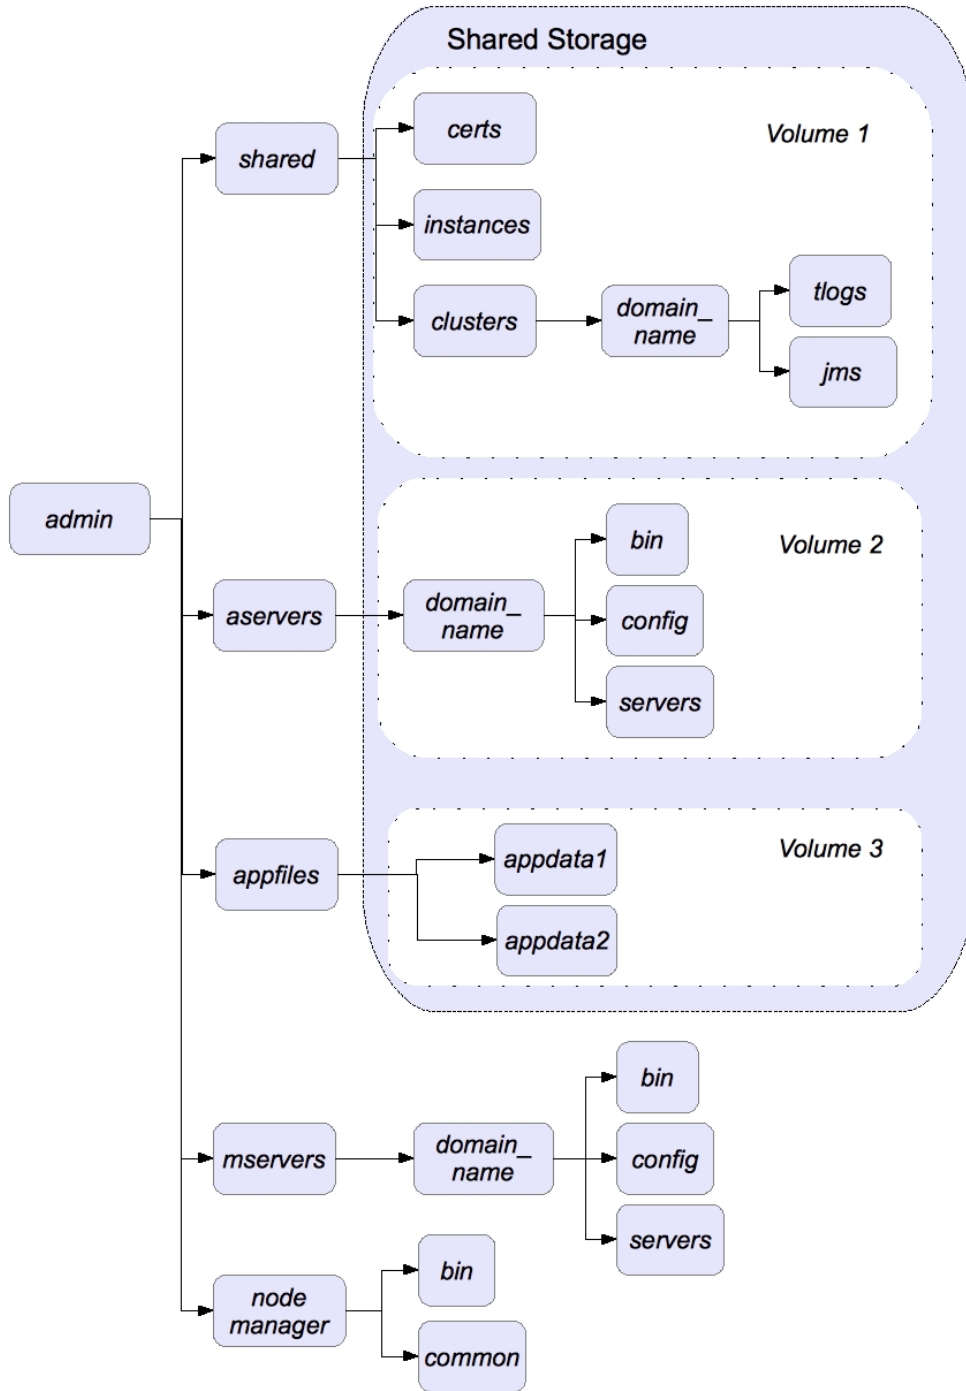 Shared Storage
certs
Volume 1
shared
instances
tlogs
clusters
domain_
name
jms
admin
bin
Volume 2
aservers
domain_
name
config
servers
appdata1
Volume 3
appfiles
appdata2
bin
mservers
domain_
name
config
servers
bin
node
manager
common